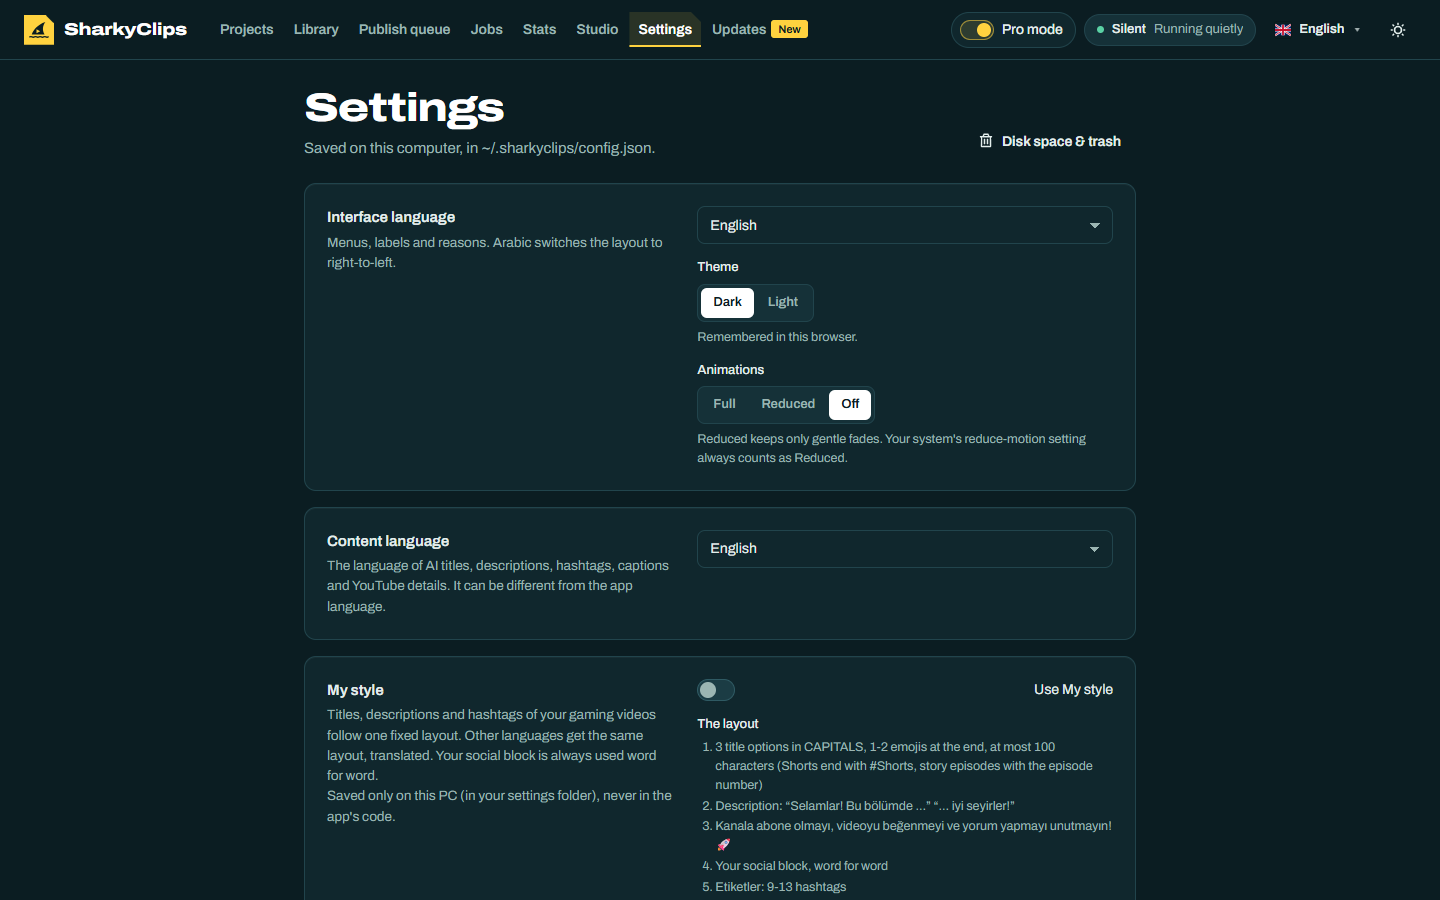 SharkyClips
Projects
Library
Publish queue
Jobs
Stats
Studio
Settings
Updates
New
Pro mode
Silent Running quietly
English
Settings
Saved on this computer, in ~/.sharkyclips/config.json.
Disk space & trash
Interface language
Menus, labels and reasons. Arabic switches the layout to
right-to-left.
English
Theme
Dark
Light
Remembered in this browser.
Animations
Full
Reduced
Off
Reduced keeps only gentle fades. Your system's reduce-motion setting
always counts as Reduced.
Content language
The language of AI titles, descriptions, hashtags, captions
and YouTube details. It can be different from the app
language.
English
My style
Titles, descriptions and hashtags of your gaming videos
follow one fixed layout. Other languages get the same
layout, translated. Your social block is always used word
for word.
Saved only on this PC (in your settings folder), never in the
app's code.
Use My style
The layout
1. 3 title options in CAPITALS, 1-2 emojis at the end, at most 100
characters (Shorts end with #Shorts, story episodes with the episode
number)
2. Description: “Selamlar! Bu bölümde ...” “... iyi seyirler!”
3. Kanala abone olmayı, videoyu beğenmeyi ve yorum yapmayı unutmayın!
🚀
4. Your social block, word for word
5. Etiketler: 9-13 hashtags